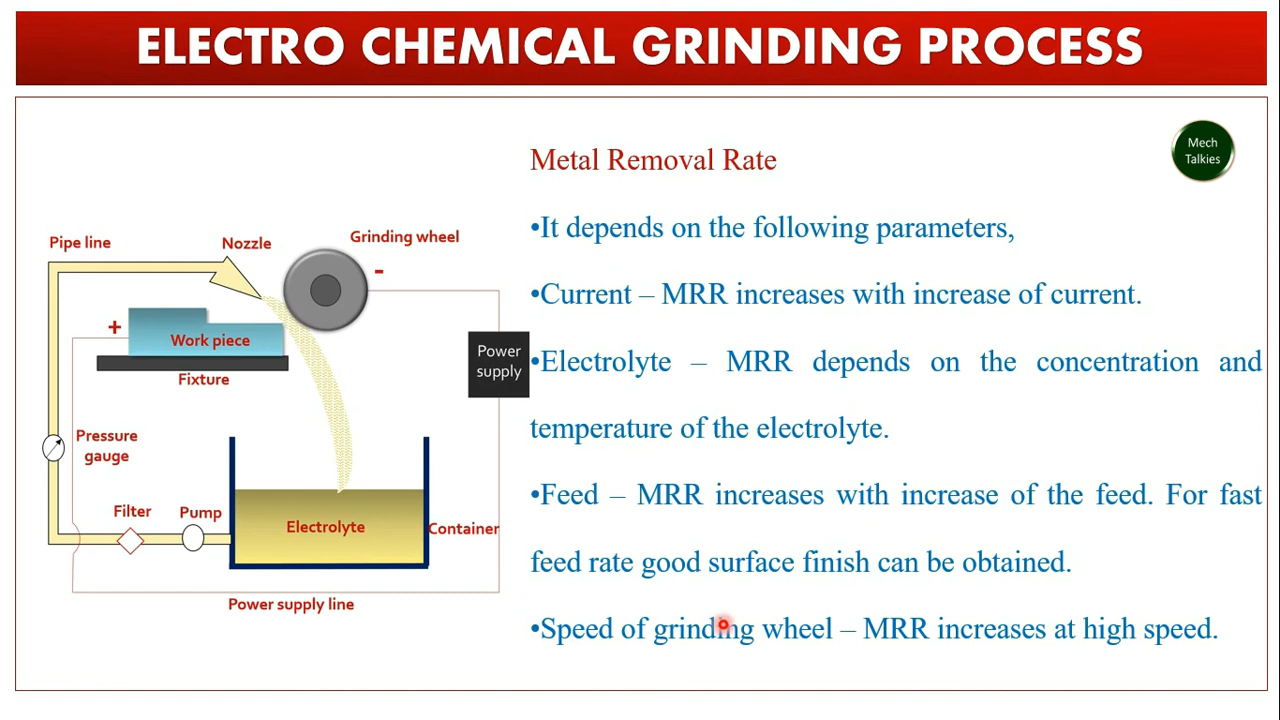 ELECTRO CHEMICAL GRINDING PROCESS
Mech
Talkies
Metal Removal Rate
•It depends on the following parameters,
•Current – MRR increases with increase of current.
•Electrolyte – MRR depends on the concentration and
temperature of the electrolyte.
•Feed – MRR increases with increase of the feed. For fast
feed rate good surface finish can be obtained.
•Speed of grinding wheel – MRR increases at high speed.
Pipe line
Nozzle
Grinding wheel
-
+
Work piece
Fixture
Power
supply
Pressure
gauge
Filter
Pump
Electrolyte
Container
Power supply line